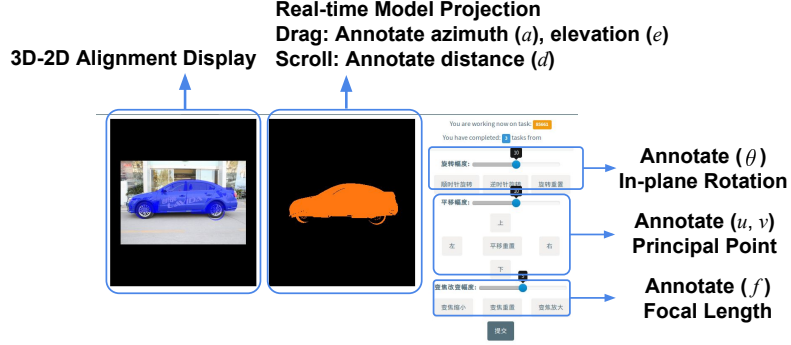 Real-time Model Projection
Drag: Annotate azimuth (a), elevation (e)
3D-2D Alignment Display
Scroll: Annotate distance (d)
You are working now on task:
You have completed: 2 tasks from
10
旋转幅度:
顺时针旋转 逆时针旋转 旋转重置
Annotate (θ)
In-plane Rotation
20
平移幅度:
上
左 平移重置 右
下
Annotate (u, v)
Principal Point
变焦改变幅度:
变焦缩小 变焦重置 变焦放大
Annotate (f)
Focal Length
提交